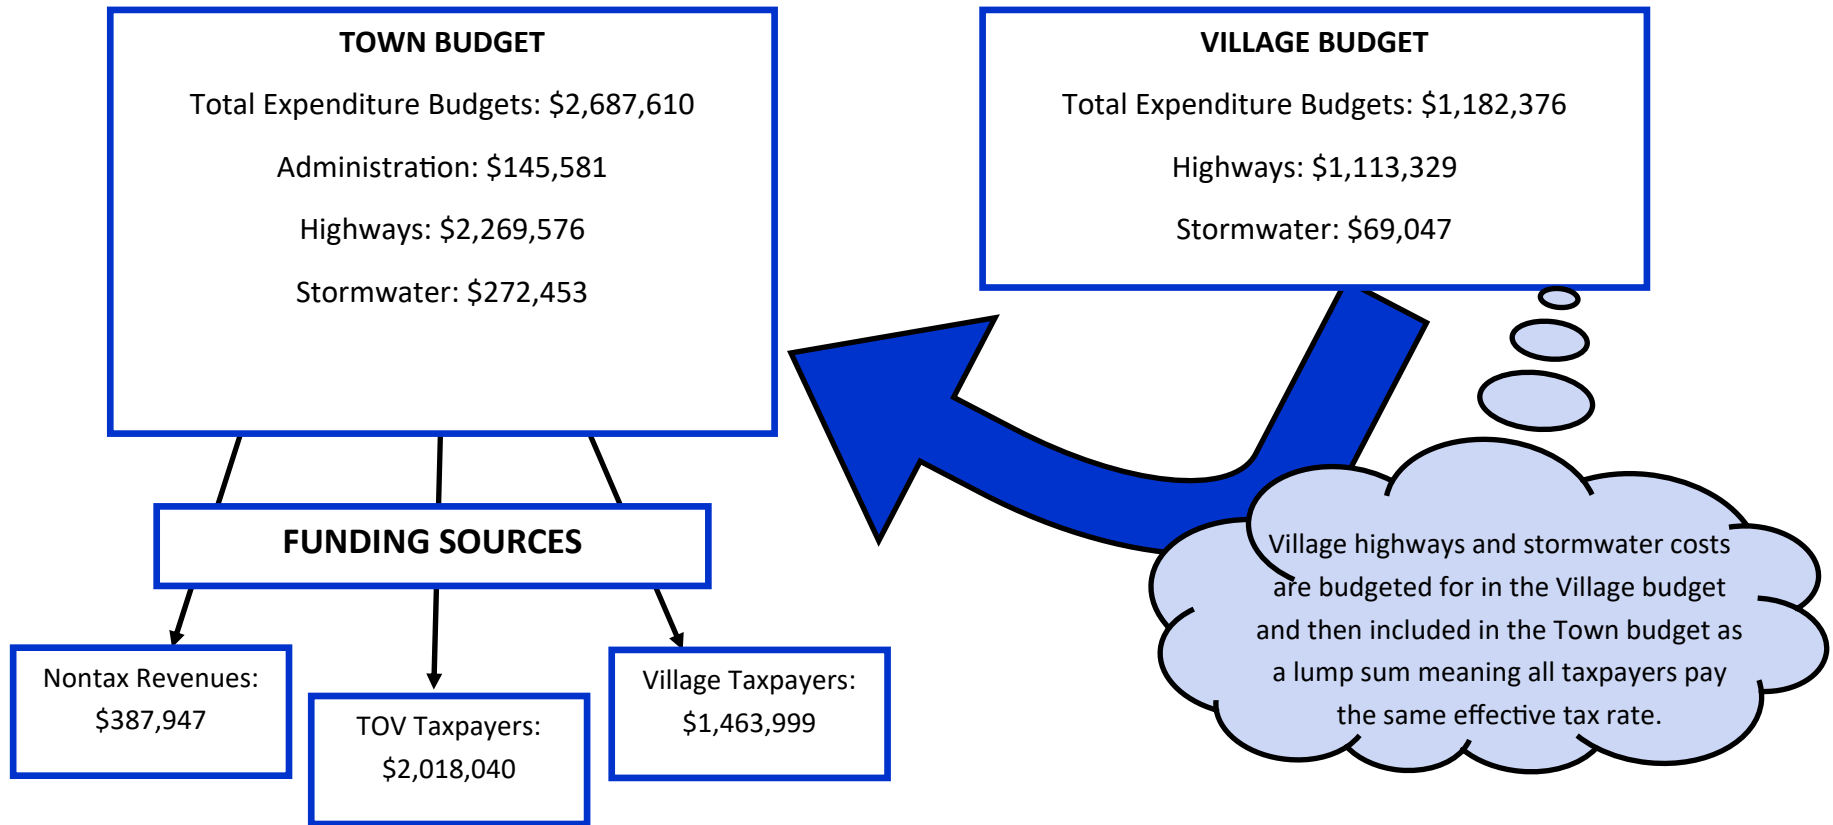 TOWN BUDGET
Total Expenditure Budgets: $2,687,610
Administration: $145,581
Highways: $2,269,576
Stormwater: $272,453
VILLAGE BUDGET
Total Expenditure Budgets: $1,182,376
Highways: $1,113,329
Stormwater: $69,047
Village highways and stormwater costs
are budgeted for in the Village budget
and then included in the Town budget as
a lump sum meaning all taxpayers pay
the same effective tax rate.
FUNDING SOURCES
Nontax Revenues:
$387,947
TOV Taxpayers:
$2,018,040
Village Taxpayers:
$1,463,999